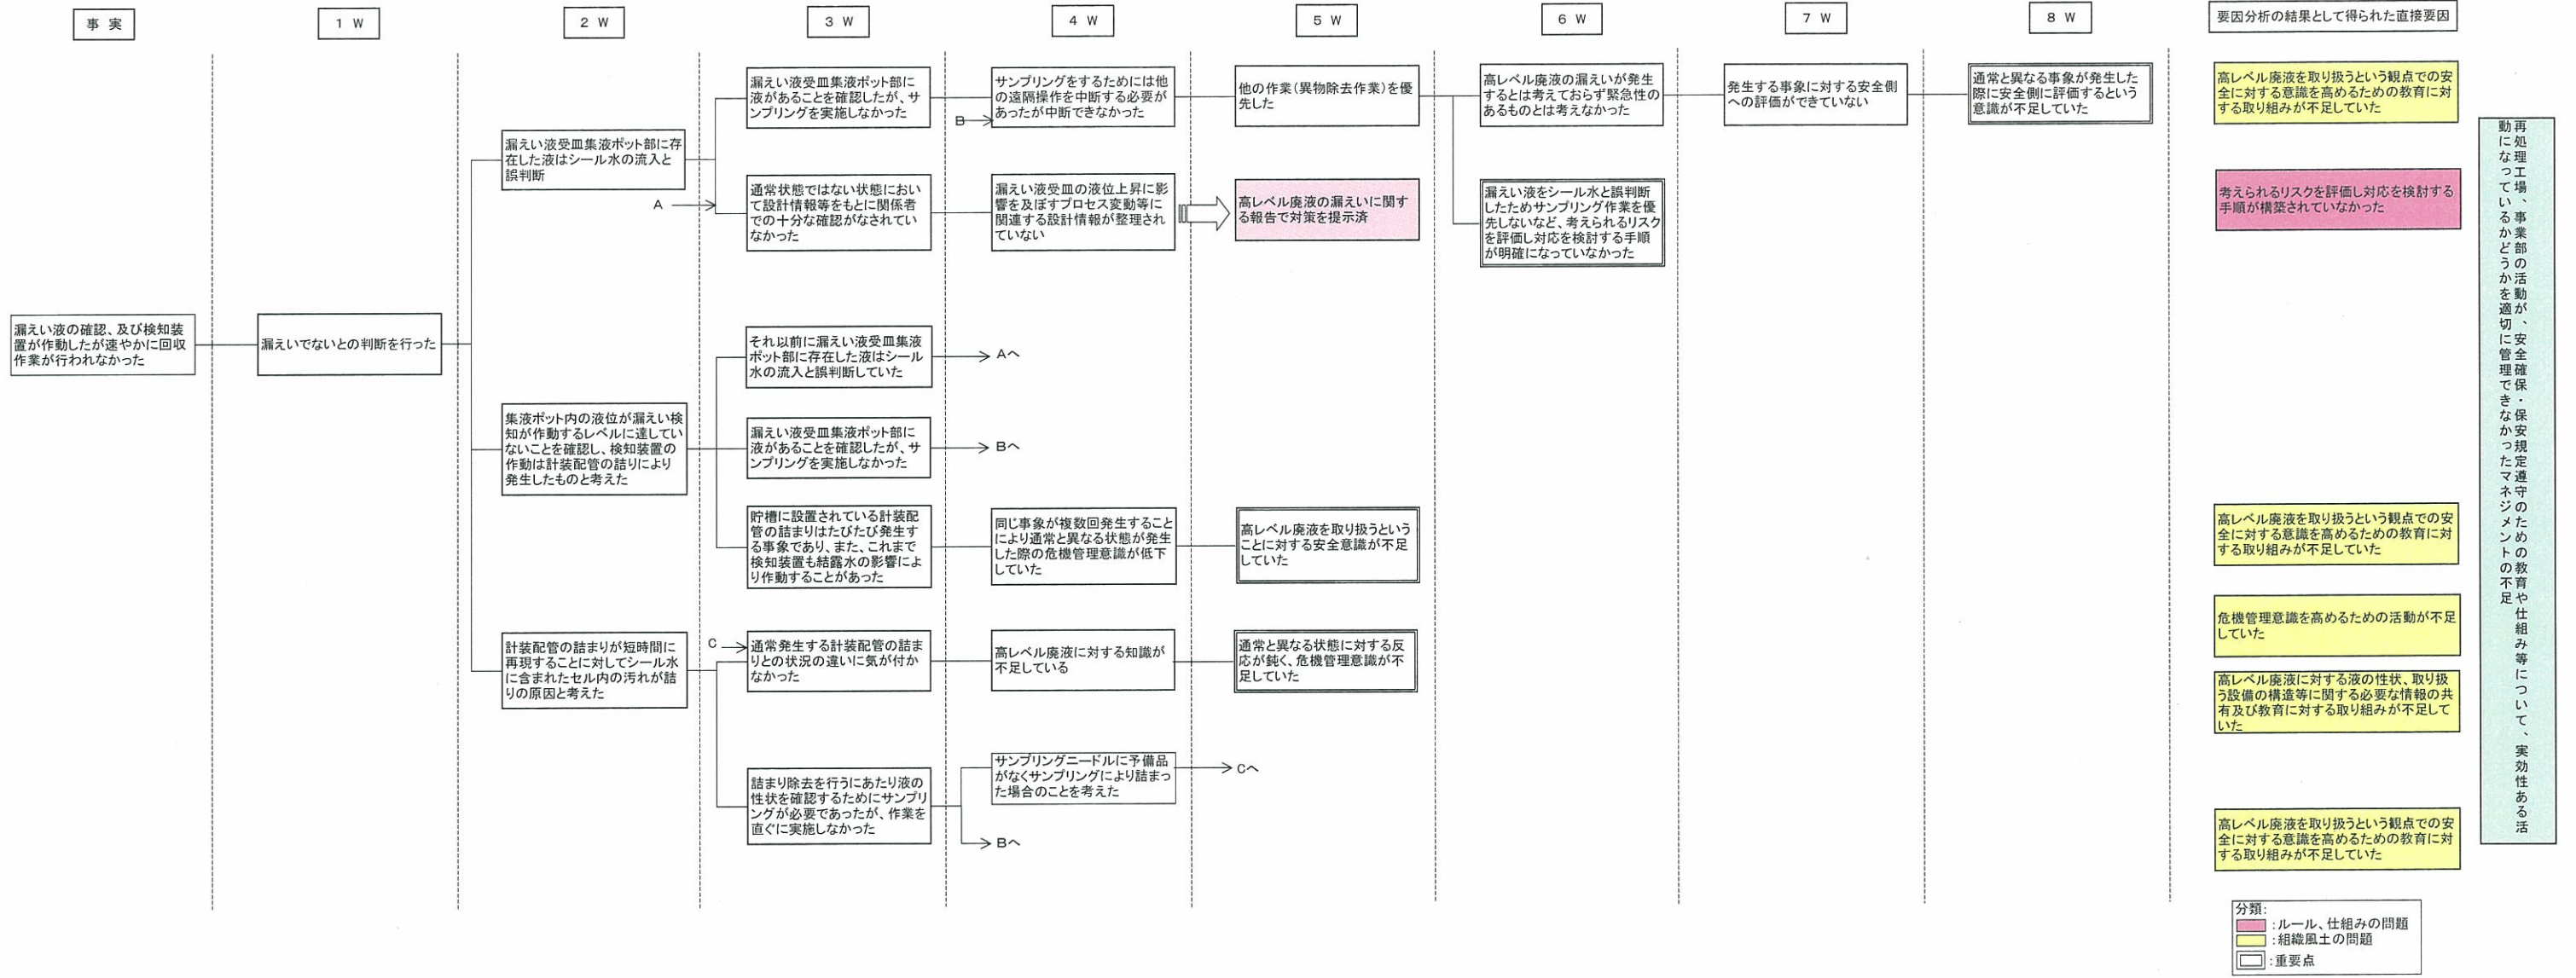 事 実
１ W
２ W
３ W
４ W
５ W
６ W
７ W
８ W
要因分析の結果として得られた直接要因
漏えい液の確認、及び検知装
置が作動したが速やかに回収
作業が行われなかった
漏えいでないとの判断を行った
漏えい液受皿集液ポット部に存
在した液はシール水の流入と
誤判断
集液ポット内の液位が漏えい検
知が作動するレベルに達してい
ないことを確認し、検知装置の
作動は計装配管の詰りにより
発生したものと考えた
計装配管の詰まりが短時間に
再現することに対してシール水
に含まれたセル内の汚れが詰
りの原因と考えた
漏えい液受皿集液ポット部に
液があることを確認したが、サ
ンプリングを実施しなかった
A
通常状態ではない状態におい
て設計情報等をもとに関係者
での十分な確認がなされてい
なかった
それ以前に漏えい液受皿集液
ポット部に存在した液はシール
水の流入と誤判断していた
Aへ
漏えい液受皿集液ポット部に
液があることを確認したが、サ
ンプリングを実施しなかった
Bへ
貯槽に設置されている計装配
管の詰まりはたびたび発生す
る事象であり、また、これまで
検知装置も結露水の影響によ
り作動することがあった
C
通常発生する計装配管の詰ま
りとの状況の違いに気が付か
なかった
詰まり除去を行うにあたり液の
性状を確認するためにサンプリ
ングが必要であったが、作業を
直ぐに実施しなかった
サンプリングをするためには他
の遠隔操作を中断する必要が
あったが中断できなかった
B
漏えい液受皿の液位上昇に影
響を及ぼすプロセス変動等に
関連する設計情報が整理され
ていない
同じ事象が複数回発生すること
により通常と異なる状態が発生
した際の危機管理意識が低下
していた
高レベル廃液に対する知識が
不足している
サンプリングニードルに予備品
がなくサンプリングにより詰まっ
た場合のことを考えた
Cへ
Bへ
他の作業(異物除去作業)を優
先した
高レベル廃液の漏えいに関す
る報告で対策を提示済
高レベル廃液を取り扱うという
ことに対する安全意識が不足
していた
通常と異なる状態に対する反
応が鈍く、危機管理意識が不
足していた
高レベル廃液の漏えいが発生
するとは考えておらず緊急性の
あるものとは考えなかった
漏えい液をシール水と誤判断
したためサンプリング作業を優
先しないなど、考えられるリスク
を評価し対応を検討する手順
が明確になっていなかった
発生する事象に対する安全側
への評価ができていない
通常と異なる事象が発生した
際に安全側に評価するという
意識が不足していた
高レベル廃液を取り扱うという観点での安
全に対する意識を高めるための教育に対
する取り組みが不足していた
考えられるリスクを評価し対応を検討する
手順が構築されていなかった
高レベル廃液を取り扱うという観点での安
全に対する意識を高めるための教育に対
する取り組みが不足していた
危機管理意識を高めるための活動が不足
していた
高レベル廃液に対する液の性状、取り扱
う設備の構造等に関する必要な情報の共
有及び教育に対する取り組みが不足して
いた
高レベル廃液を取り扱うという観点での安
全に対する意識を高めるための教育に対
する取り組みが不足していた
再処理工場、事業部の活動が、安全確保・保安規定遵守のための教育や仕組み等について、実効性ある活
動になっているかどうかを適切に管理できなかったマネジメントの不足
分類:
:ルール、仕組みの問題
:組織風土の問題
:重要点